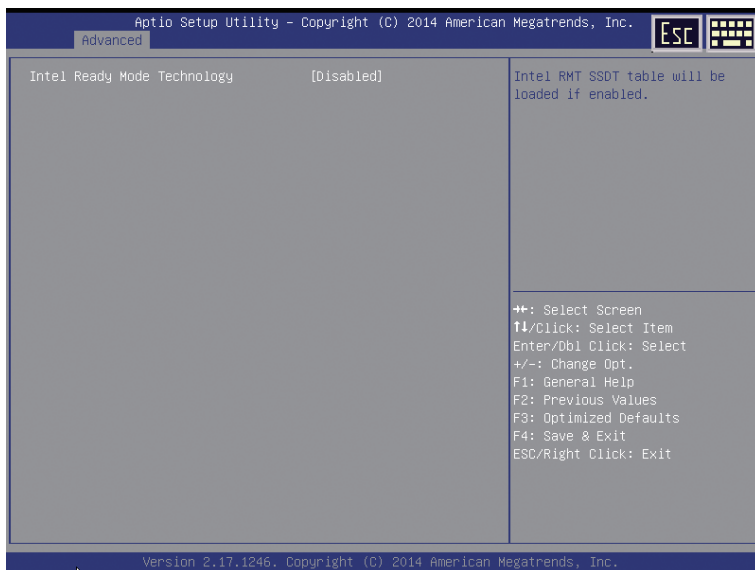 Aptio Setup Utility – Copyright (C) 2014 American Megatrends, Inc.
Esc
Advanced
Intel Ready Mode Technology [Disabled]
Intel RMT SSDT table will be
loaded if enabled.
→←: Select Screen
↑↓/Click: Select Item
Enter/Dbl Click: Select
+/-: Change Opt.
F1: General Help
F2: Previous Values
F3: Optimized Defaults
F4: Save & Exit
ESC/Right Click: Exit
Version 2.17.1246. Copyright (C) 2014 American Megatrends, Inc.